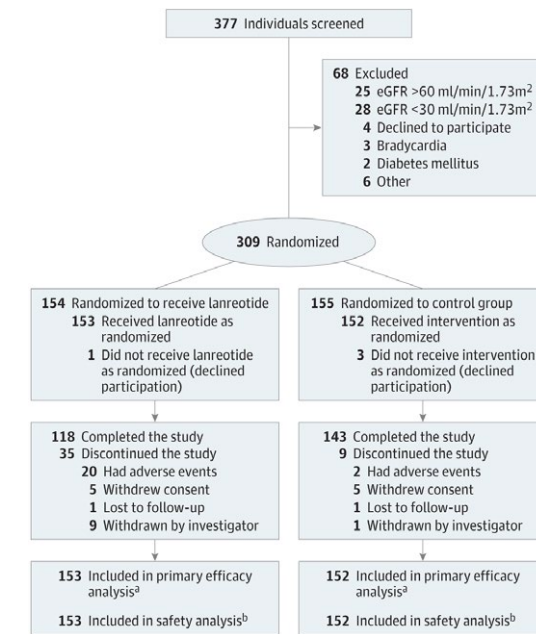 377 Individuals screened
68 Excluded
25 eGFR >60 ml/min/1.73m²
28 eGFR <30 ml/min/1.73m²
4 Declined to participate
3 Bradycardia
2 Diabetes mellitus
6 Other
309 Randomized
154 Randomized to receive lanreotide
153 Received lanreotide as
randomized
1 Did not receive lanreotide
as randomized (declined
participation)
155 Randomized to control group
152 Received intervention as
randomized
3 Did not receive intervention
as randomized (declined
participation)
118 Completed the study
35 Discontinued the study
20 Had adverse events
5 Withdrew consent
1 Lost to follow-up
9 Withdrawn by investigator
143 Completed the study
9 Discontinued the study
2 Had adverse events
5 Withdrew consent
1 Lost to follow-up
1 Withdrawn by investigator
153 Included in primary efficacy
analysisᵃ
153 Included in safety analysisᵇ
152 Included in primary efficacy
analysisᵃ
152 Included in safety analysisᵇ